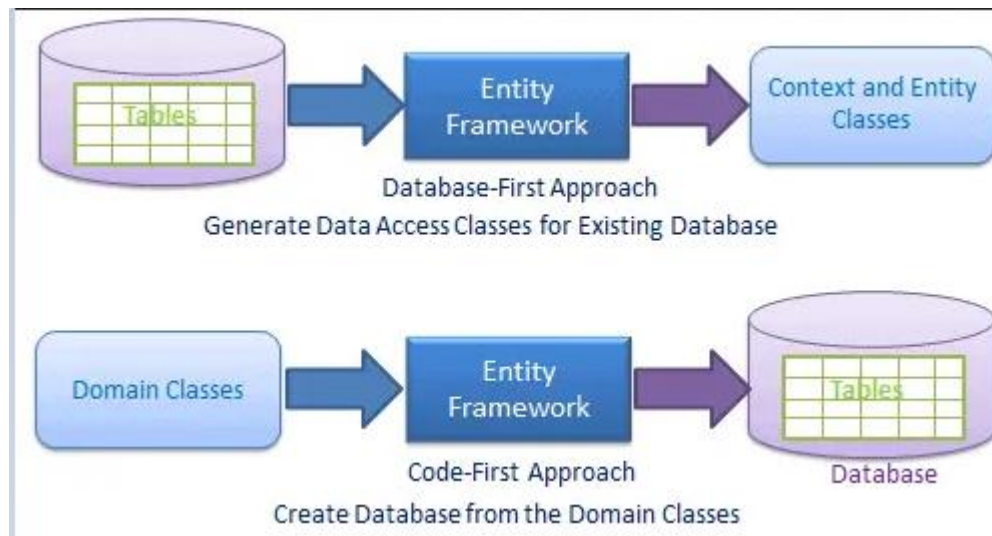 Tables
Entity
Framework
Context and Entity
Classes
Database-First Approach
Generate Data Access Classes for Existing Database
Domain Classes
Entity
Framework
Tables
Database
Code-First Approach
Create Database from the Domain Classes